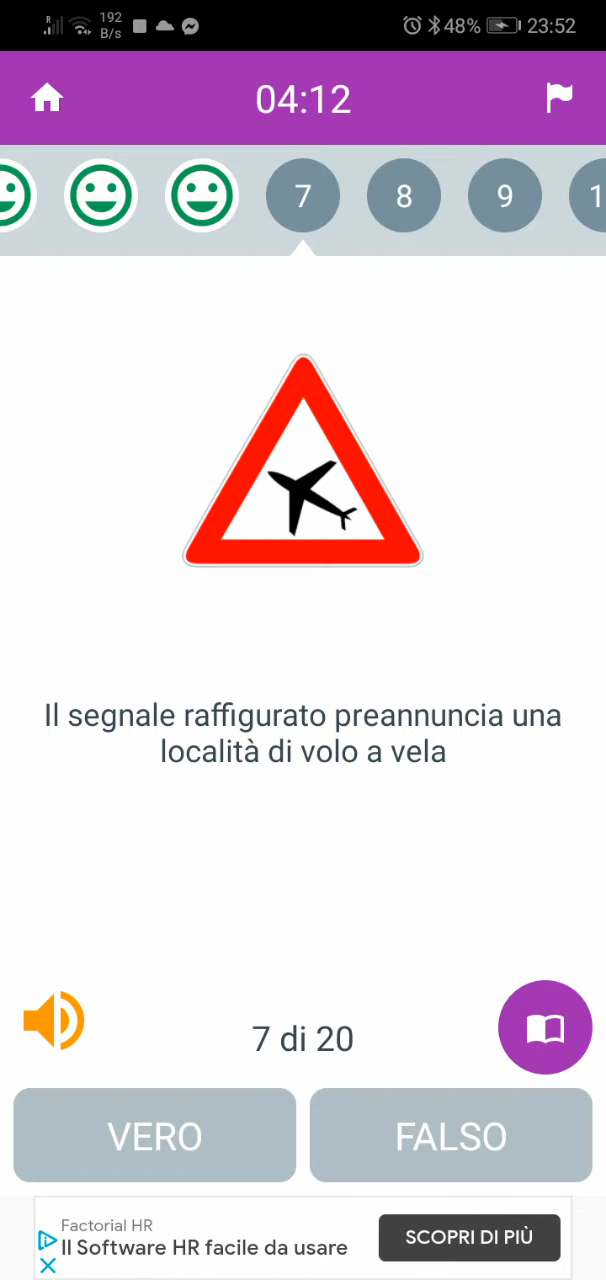 R 192 B/s 48% 23:52
04:12
7 8 9 1
Il segnale raffigurato preannuncia una
località di volo a vela
7 di 20
VERO FALSO
Factorial HR
Il Software HR facile da usare
SCOPRI DI PIÙ